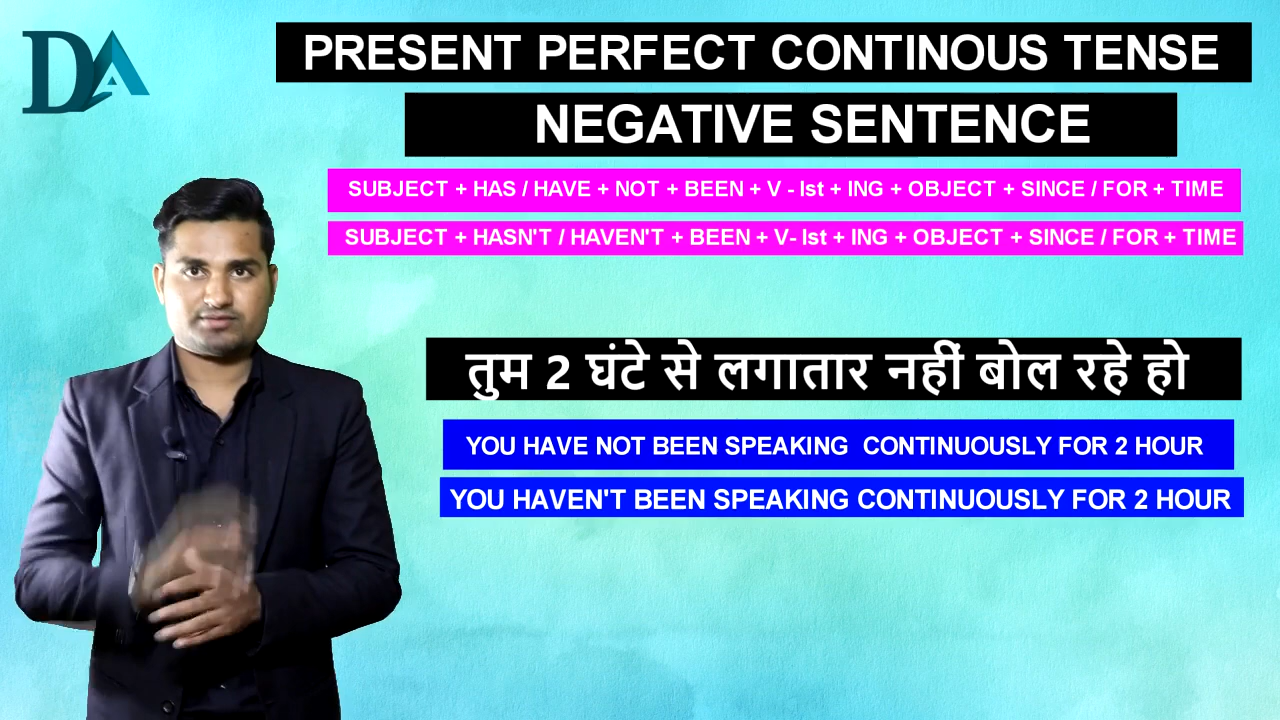 DA
PRESENT PERFECT CONTINOUS TENSE
NEGATIVE SENTENCE
SUBJECT + HAS / HAVE + NOT + BEEN + V - Ist + ING + OBJECT + SINCE / FOR + TIME
SUBJECT + HASN'T / HAVEN'T + BEEN + V- Ist + ING + OBJECT + SINCE / FOR + TIME
तुम 2 घंटे से लगातार नहीं बोल रहे हो
YOU HAVE NOT BEEN SPEAKING CONTINUOUSLY FOR 2 HOUR
YOU HAVEN'T BEEN SPEAKING CONTINUOUSLY FOR 2 HOUR